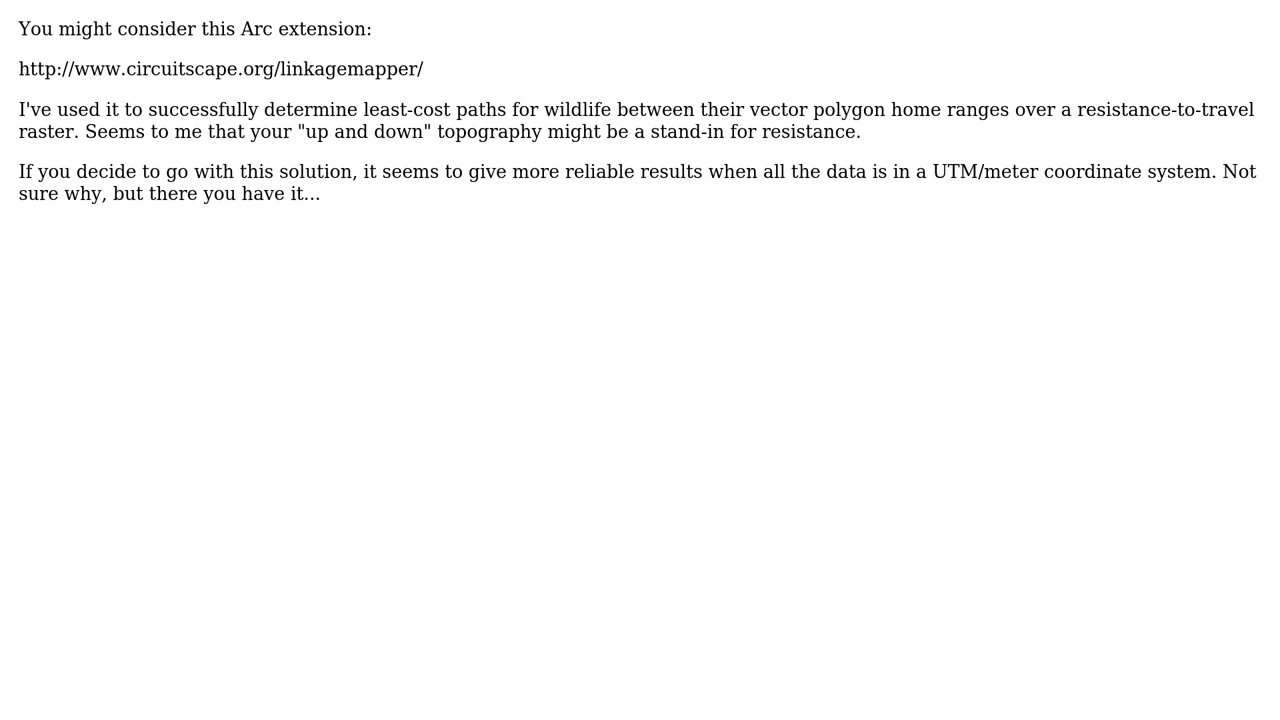 You might consider this Arc extension:
http://www.circuitscape.org/linkagemapper/
I've used it to successfully determine least-cost paths for wildlife between their vector polygon home ranges over a resistance-to-travel
raster. Seems to me that your "up and down" topography might be a stand-in for resistance.
If you decide to go with this solution, it seems to give more reliable results when all the data is in a UTM/meter coordinate system. Not
sure why, but there you have it...